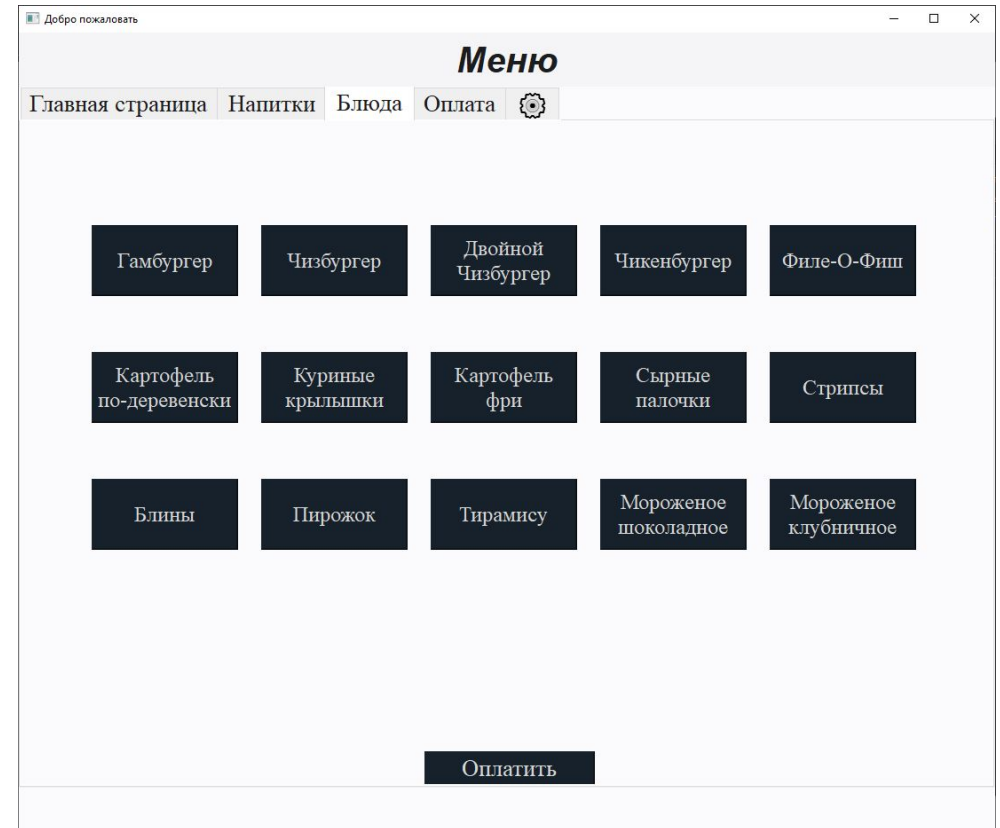 Добро пожаловать
Меню
Главная страница Напитки Блюда Оплата
Гамбургер
Чизбургер
Двойной
Чизбургер
Чикенбургер
Филе-О-Фиш
Картофель
по-деревенски
Куриные
крылышки
Картофель
фри
Сырные
палочки
Стрипсы
Блины
Пирожок
Тирамису
Мороженое
шоколадное
Мороженое
клубничное
Оплатить